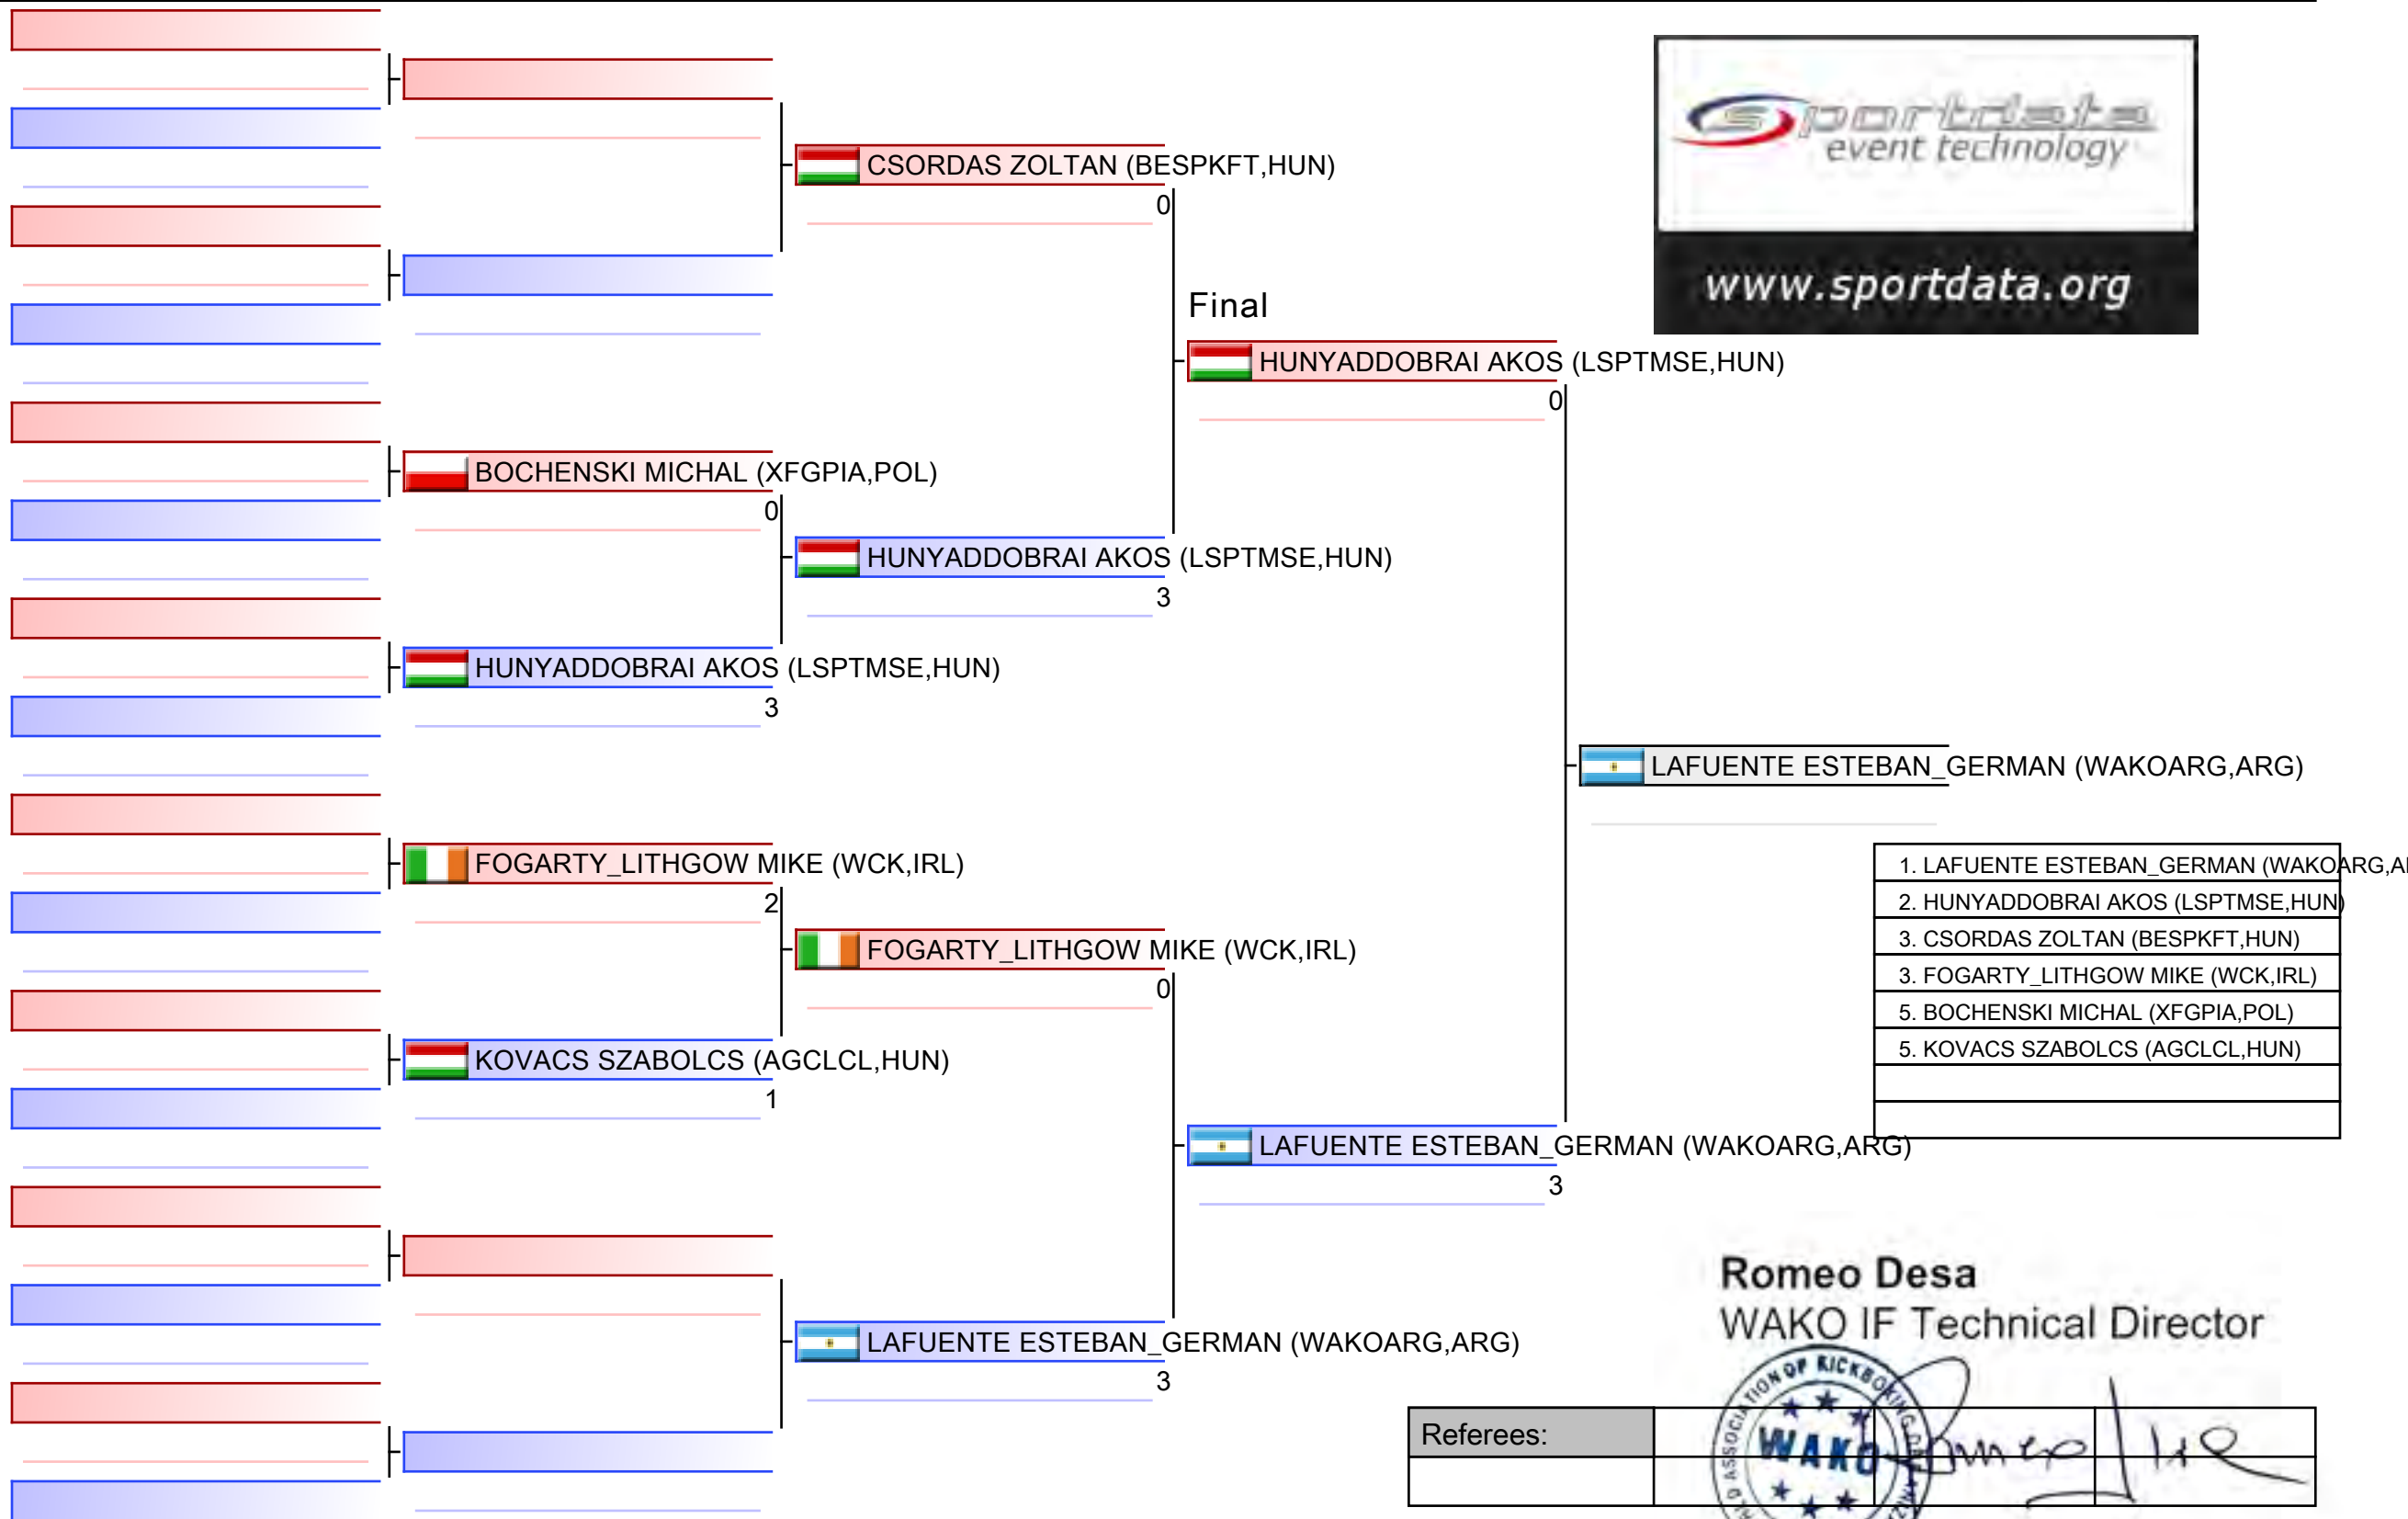 sportdata
event technology
www.sportdata.org
CSORDAS ZOLTAN (BESPKFT,HUN)
0
Final
HUNYADDOBRAI AKOS (LSPTMSE,HUN)
0
BOCHENSKI MICHAL (XFGPIA,POL)
0
HUNYADDOBRAI AKOS (LSPTMSE,HUN)
3
HUNYADDOBRAI AKOS (LSPTMSE,HUN)
3
LAFUENTE ESTEBAN_GERMAN (WAKOARG,ARG)
FOGARTY_LITHGOW MIKE (WCK,IRL)
2
FOGARTY_LITHGOW MIKE (WCK,IRL)
0
KOVACS SZABOLCS (AGCLCL,HUN)
1
LAFUENTE ESTEBAN_GERMAN (WAKOARG,ARG)
3
LAFUENTE ESTEBAN_GERMAN (WAKOARG,ARG)
3
1. LAFUENTE ESTEBAN_GERMAN (WAKOARG,A
2. HUNYADDOBRAI AKOS (LSPTMSE,HUN)
3. CSORDAS ZOLTAN (BESPKFT,HUN)
3. FOGARTY_LITHGOW MIKE (WCK,IRL)
5. BOCHENSKI MICHAL (XFGPIA,POL)
5. KOVACS SZABOLCS (AGCLCL,HUN)
Romeo Desa
WAKO IF Technical Director
Referees:
ASSOCIATION OF KICKBOXING
WAKO